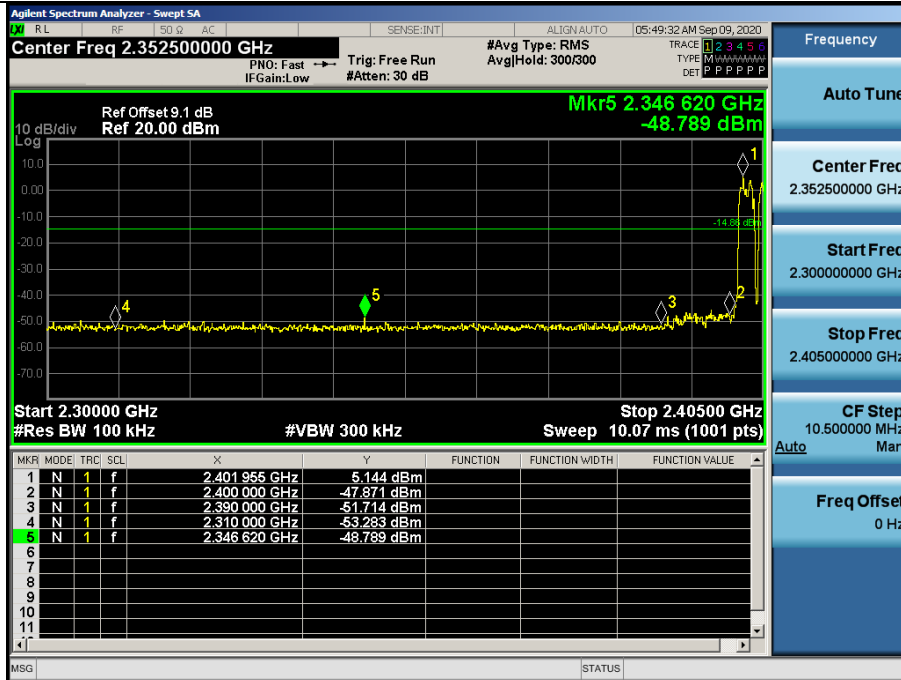 Agilent Spectrum Analyzer - Swept SA
LXI RL RF 50 Ω AC SENSE:INT ALIGN AUTO 05:49:32 AM Sep 09, 2020
Center Freq 2.352500000 GHz
PNO: Fast
IFGain:Low
Trig: Free Run
#Atten: 30 dB
#Avg Type: RMS
Avg|Hold: 300/300
TRACE 1 2 3 4 5 6
TYPE M
DET P P P P P P
Frequency
Mkr5 2.346 620 GHz
-48.789 dBm
Ref Offset 9.1 dB
Ref 20.00 dBm
10 dB/div
Log
10.0
0.00
-10.0
-20.0
-30.0
-40.0
-50.0
-60.0
-70.0
-14.86 dBm
1
2
3
4
5
Start 2.30000 GHz Stop 2.40500 GHz
#Res BW 100 kHz #VBW 300 kHz Sweep 10.07 ms (1001 pts)
MKR MODE TRC SCL X Y FUNCTION FUNCTION WIDTH FUNCTION VALUE
1 N 1 f 2.401 955 GHz 5.144 dBm
2 N 1 f 2.400 000 GHz -47.871 dBm
3 N 1 f 2.390 000 GHz -51.714 dBm
4 N 1 f 2.310 000 GHz -53.283 dBm
5 N 1 f 2.346 620 GHz -48.789 dBm
6
7
8
9
10
11
MSG STATUS
Auto Tune
Center Freq
2.352500000 GHz
Start Freq
2.300000000 GHz
Stop Freq
2.405000000 GHz
CF Step
10.500000 MHz
Auto Man
Freq Offset
0 Hz